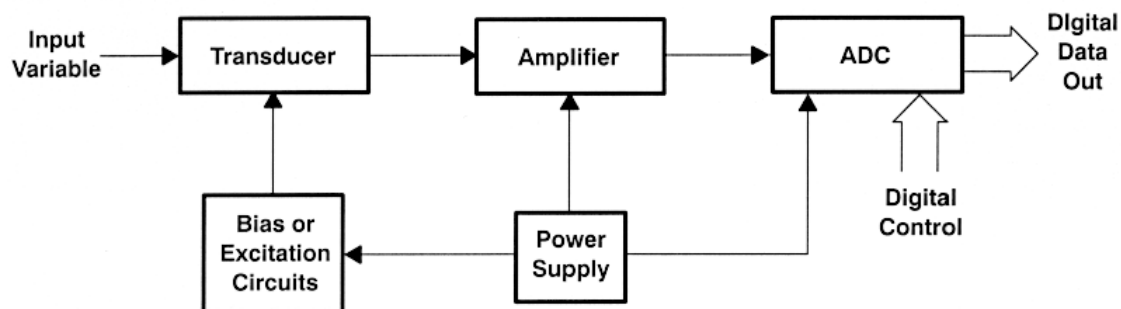 Input
Variable
Transducer
Amplifier
ADC
DIgital
Data
Out
Bias or
Excitation
Circuits
Power
Supply
Digital
Control